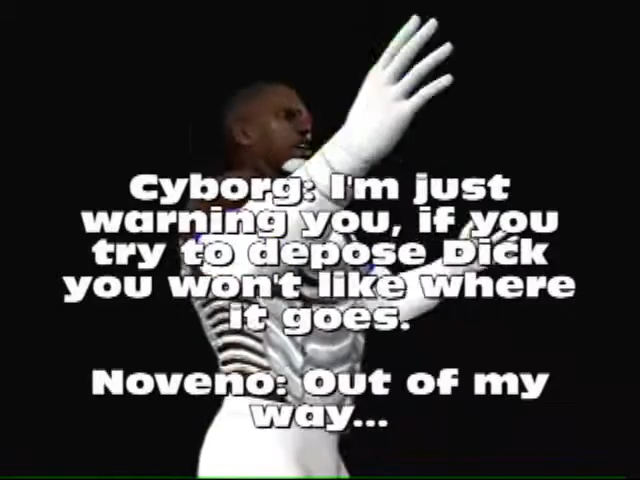 Cyborg: I'm just
warning you, if you
try to depose Dick
you won't like where
it goes.
Noveno: Out of my
way...